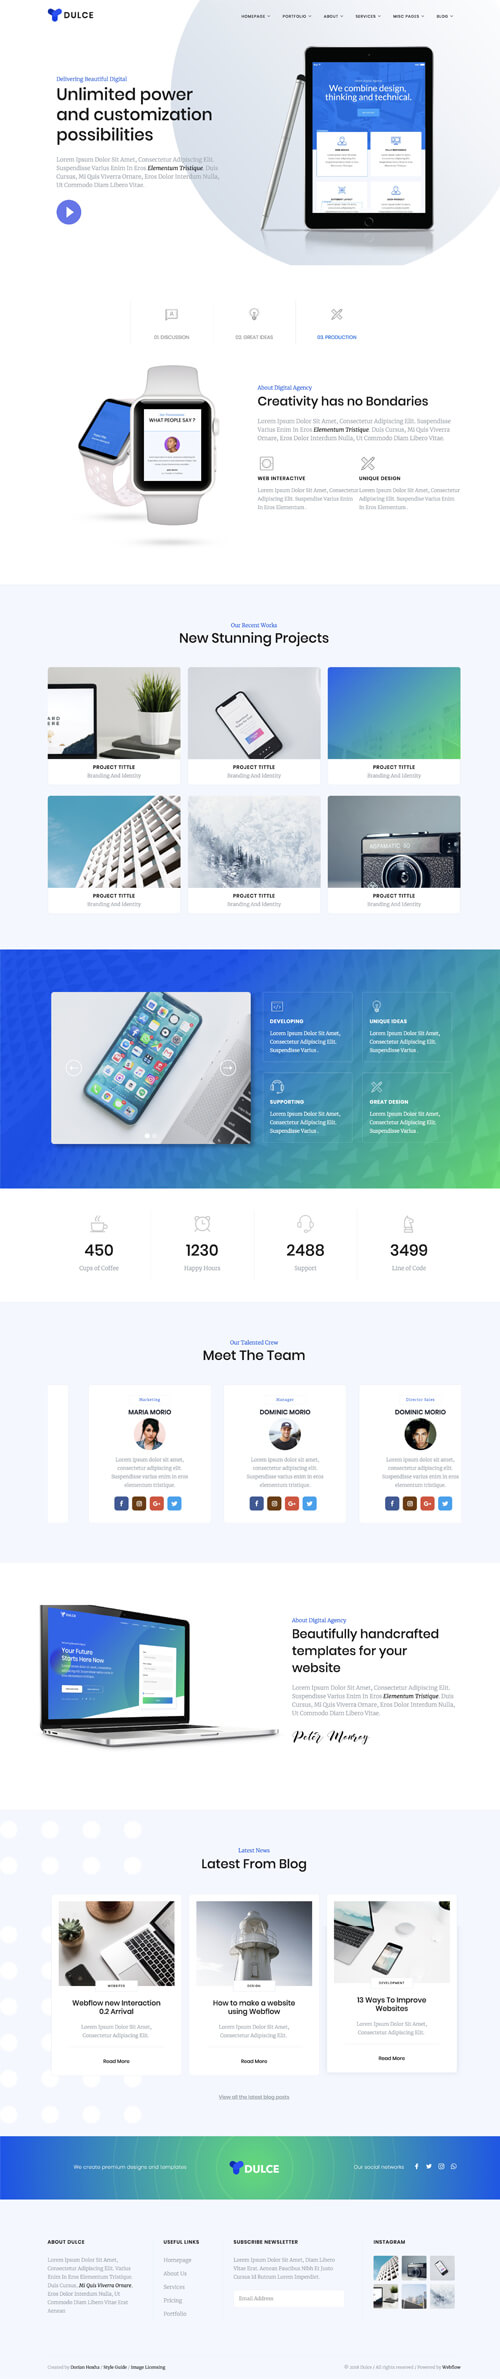 DULCE
HOMEPAGE PORTFOLIO ABOUT SERVICES MISC PAGES BLOG
Delivering Beautiful Digital
Unlimited power
and customization
possibilities
Lorem Ipsum Dolor Sit Amet, Consectetur Adipiscing Elit.
Suspendisse Varius Enim In Eros Elementum Tristique. Duis
Cursus, Mi Quis Viverra Ornare, Eros Dolor Interdum Nulla,
Ut Commodo Diam Libero Vitae.
We combine design,
thinking and technical.
01. DISCUSSION
02. GREAT IDEAS
03. PRODUCTION
WHAT PEOPLE SAY ?
About Digital Agency
Creativity has no Bondaries
Lorem Ipsum Dolor Sit Amet, Consectetur Adipiscing Elit. Suspendisse
Varius Enim In Eros Elementum Tristique. Duis Cursus, Mi Quis Viverra
Ornare, Eros Dolor Interdum Nulla, Ut Commodo Diam Libero Vitae.
WEB INTERACTIVE
Lorem Ipsum Dolor Sit Amet, Consectetur
Adipiscing Elit. Suspendisse Varius Enim
In Eros Elementum.
UNIQUE DESIGN
Lorem Ipsum Dolor Sit Amet, Consectetur
Adipiscing Elit. Suspendisse Varius Enim
In Eros Elementum.
Our Recent Works
New Stunning Projects
PROJECT TITTLE
Branding And Identity
PROJECT TITTLE
Branding And Identity
PROJECT TITTLE
Branding And Identity
PROJECT TITTLE
Branding And Identity
PROJECT TITTLE
Branding And Identity
PROJECT TITTLE
Branding And Identity
DEVELOPING
Lorem Ipsum Dolor Sit Amet,
Consectetur Adipiscing Elit.
Suspendisse Varius .
UNIQUE IDEAS
Lorem Ipsum Dolor Sit Amet,
Consectetur Adipiscing Elit.
Suspendisse Varius .
SUPPORTING
Lorem Ipsum Dolor Sit Amet,
Consectetur Adipiscing Elit.
Suspendisse Varius .
GREAT DESIGN
Lorem Ipsum Dolor Sit Amet,
Consectetur Adipiscing Elit.
Suspendisse Varius .
450
Cups of Coffee
1230
Happy Hours
2488
Support
3499
Line of Code
Our Talented Crew
Meet The Team
Marketing
MARIA MORIO
Lorem ipsum dolor sit amet,
consectetur adipiscing elit.
Suspendisse varius enim in eros
elementum tristique.
Manager
DOMINIC MORIO
Lorem ipsum dolor sit amet,
consectetur adipiscing elit.
Suspendisse varius enim in eros
elementum tristique.
Director Sales
DOMINIC MORIO
Lorem ipsum dolor sit amet,
consectetur adipiscing elit.
Suspendisse varius enim in eros
elementum tristique.
DULCE
Your Future
Starts Here Now
About Digital Agency
Beautifully handcrafted
templates for your
website
Lorem Ipsum Dolor Sit Amet, Consectetur Adipiscing Elit.
Suspendisse Varius Enim In Eros Elementum Tristique. Duis
Cursus, Mi Quis Viverra Ornare, Eros Dolor Interdum Nulla,
Ut Commodo Diam Libero Vitae.
Latest News
Latest From Blog
WEBSITES
Webflow new Interaction
0.2 Arrival
Lorem Ipsum Dolor Sit Amet,
Consectetur Adipiscing Elit.
Read More
DESIGN
How to make a website
using Webflow
Lorem Ipsum Dolor Sit Amet,
Consectetur Adipiscing Elit.
Read More
DEVELOPMENT
13 Ways To Improve
Websites
Lorem Ipsum Dolor Sit Amet,
Consectetur Adipiscing Elit.
Read More
View all the latest blog posts
We create premium designs and templates
DULCE
Our social networks
ABOUT DULCE
Lorem Ipsum Dolor Sit Amet,
Consectetur Adipiscing Elit. Varius
Enim In Eros Elementum Tristique.
Duis Cursus, Mi Quis Viverra Ornare,
Eros Dolor Interdum Nulla, Ut
Commodo Diam Libero Vitae Erat
Aenean
USEFUL LINKS
Homepage
About Us
Services
Pricing
Portfolio
SUBSCRIBE NEWSLETTER
Lorem Ipsum Dolor Sit Amet, Diam Libero
Vitae Erat. Aenean Faucibus Nibh Et Justo
Cursus Id Rutrum Lorem Imperdiet.
Email Address
INSTAGRAM
Created by Dorian Hoxha / Style Guide / Image Licensing
© 2018 Dulce / All rights reserved / Powered by Webflow